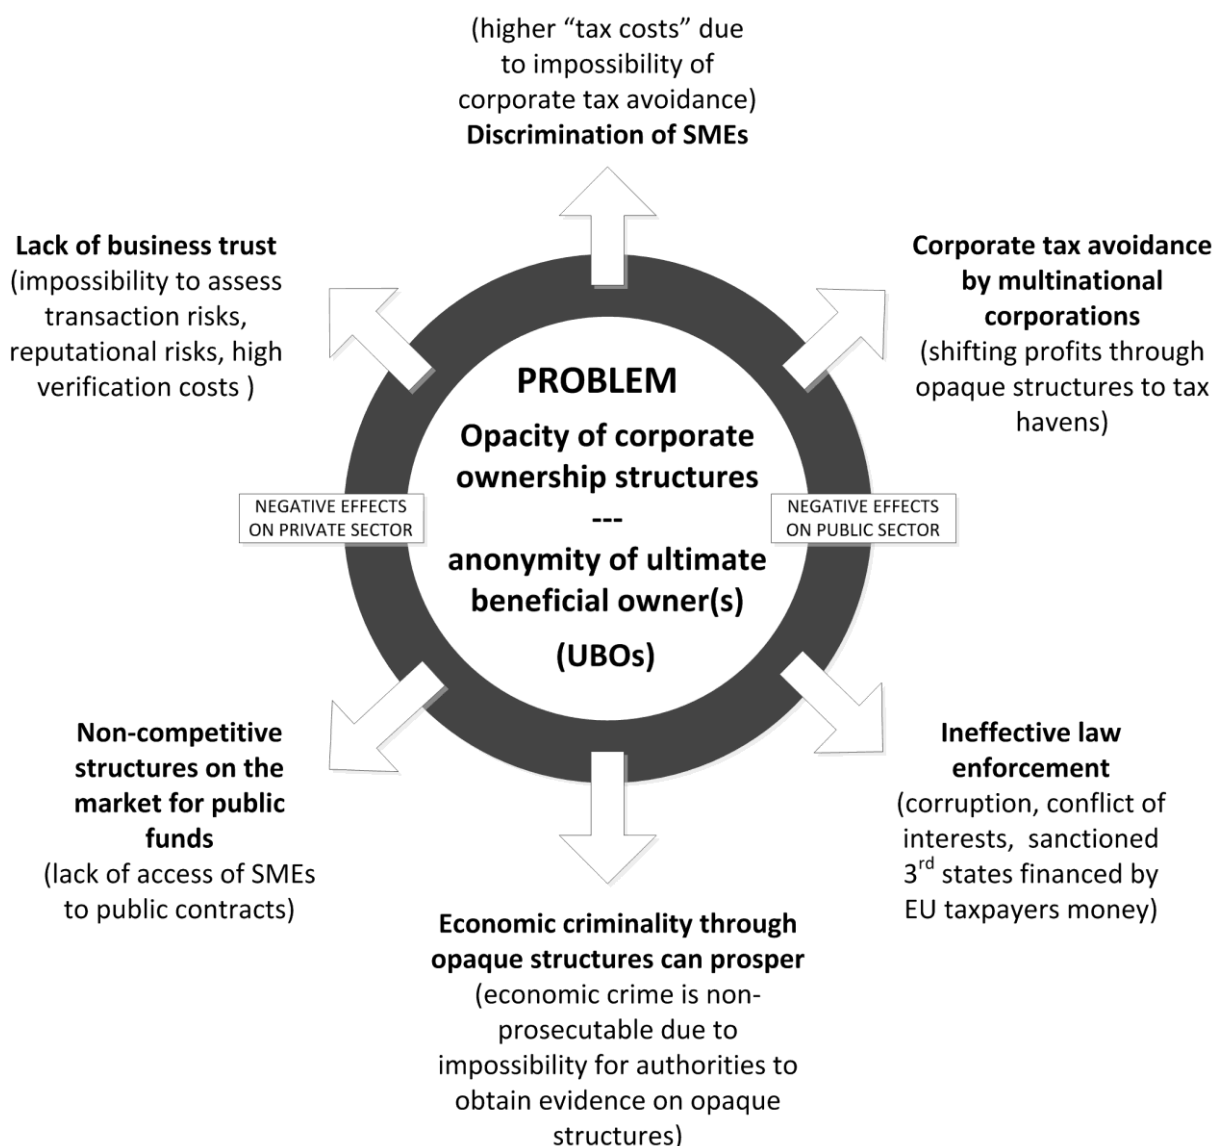 (higher “tax costs” due
to impossibility of
corporate tax avoidance)
Discrimination of SMEs
Lack of business trust
(impossibility to assess
transaction risks,
reputational risks, high
verification costs )
Corporate tax avoidance
by multinational
corporations
(shifting profits through
opaque structures to tax
havens)
PROBLEM
Opacity of corporate
ownership structures
---
anonymity of ultimate
beneficial owner(s)
(UBOs)
NEGATIVE EFFECTS
ON PRIVATE SECTOR
NEGATIVE EFFECTS
ON PUBLIC SECTOR
Non-competitive
structures on the
market for public
funds
(lack of access of SMEs
to public contracts)
Ineffective law
enforcement
(corruption, conflict of
interests,  sanctioned
3rd states financed by
EU taxpayers money)
Economic criminality through
opaque structures can prosper
(economic crime is non-
prosecutable due to
impossibility for authorities to
obtain evidence on opaque
structures)